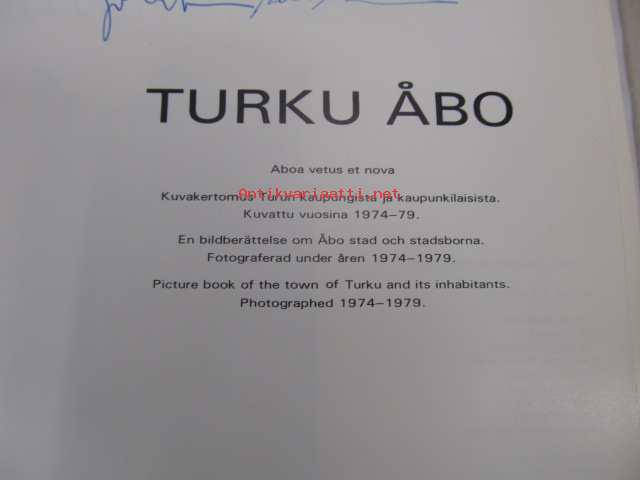 TURKU ÅBO
Aboa vetus et nova
Antikvariaatti.net
Kuvakertomus Turun kaupungista ja kaupunkilaisista.
Kuvattu vuosina 1974–79.
En bildberättelse om Åbo stad och stadsborna.
Fotograferad under åren 1974–1979.
Picture book of the town of Turku and its inhabitants.
Photographed 1974–1979.